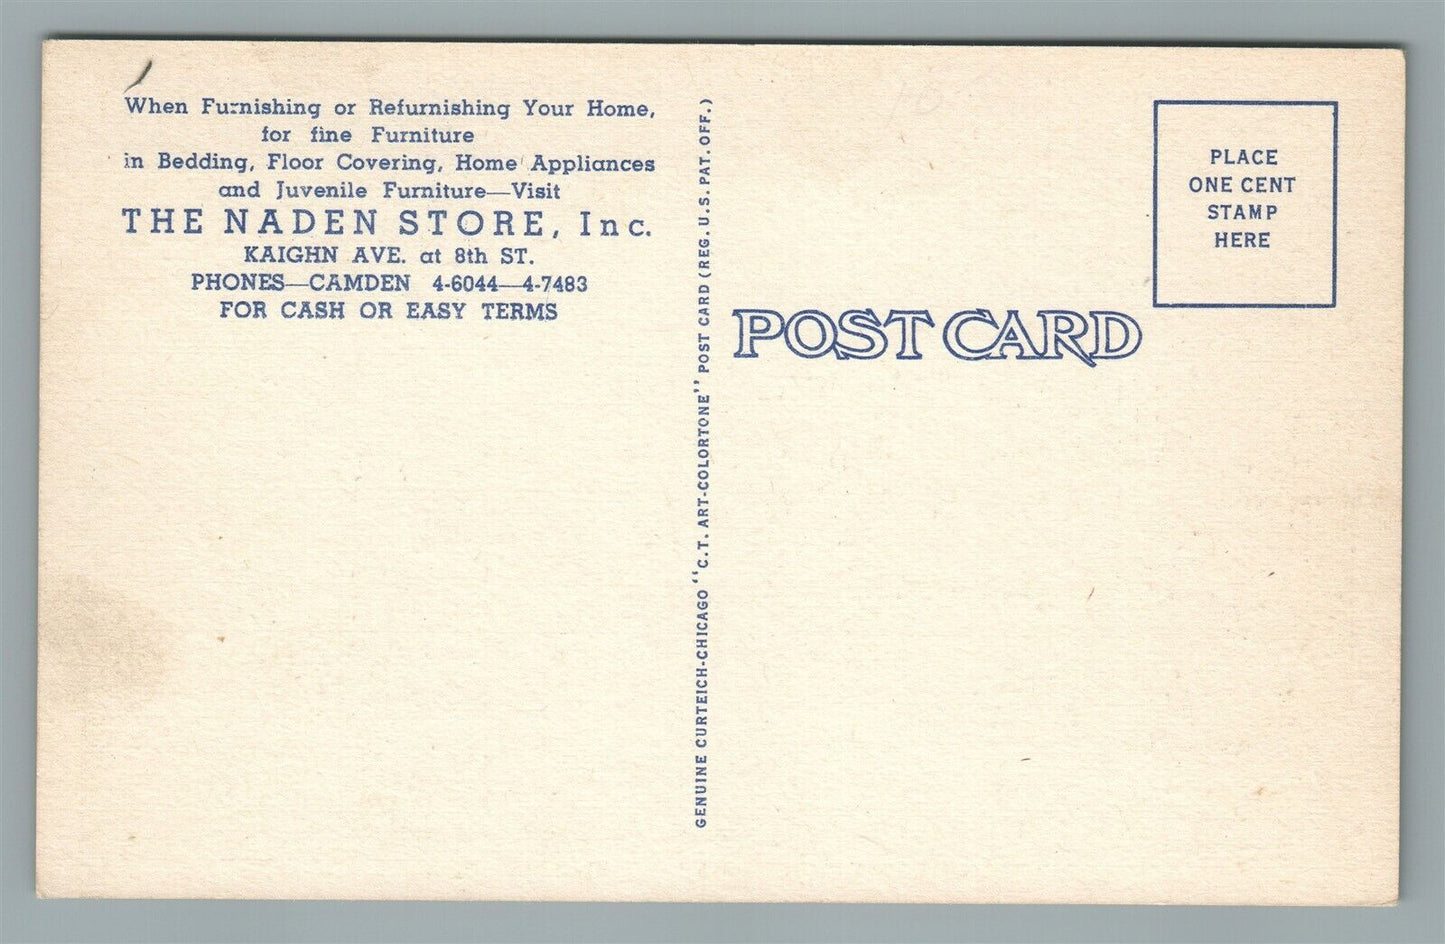 When Furnishing or Refurnishing Your Home,
for fine Furniture
in Bedding, Floor Covering, Home Appliances
and Juvenile Furniture—Visit
THE NADEN STORE, Inc.
KAIGHN AVE. at 8th ST.
PHONES—CAMDEN 4-6044—4-7483
FOR CASH OR EASY TERMS
GENUINE CURTEICH-CHICAGO "C.T. ART-COLORTONE" POST CARD (REG. U.S. PAT. OFF.)
POST CARD
PLACE
ONE CENT
STAMP
HERE